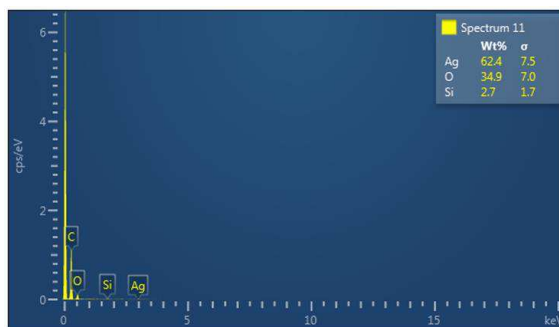 Spectrum 11
Wt% σ
Ag 62.4 7.5
O 34.9 7.0
Si 2.7 1.7
cps/eV
6
4
2
0
C
O
Si
Ag
0 5 10 15 keV